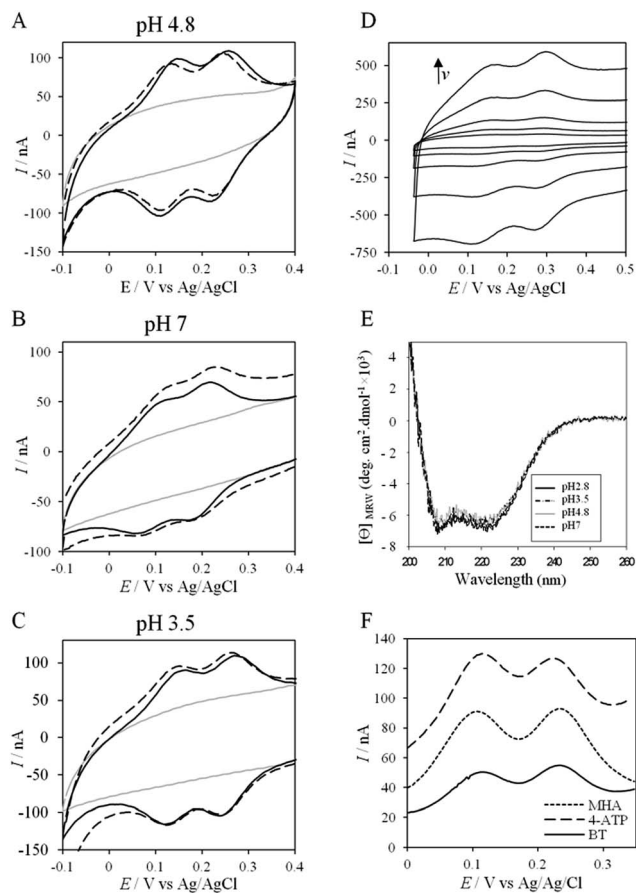 A
pH 4.8
I / nA
100
50
0
-50
-100
-150
-0.1
0
0.1
0.2
0.3
0.4
E / V vs Ag/AgCl
B
pH 7
I / nA
100
50
0
-50
-100
-0.1
0
0.1
0.2
0.3
0.4
E / V vs Ag/AgCl
C
pH 3.5
I / nA
100
50
0
-50
-100
-150
-0.1
0
0.1
0.2
0.3
0.4
E / V vs Ag/AgCl
D
v
I / nA
500
250
0
-250
-500
-750
0.0
0.1
0.2
0.3
0.4
0.5
E / V vs Ag/AgCl
E
[Θ] MRW (deg. cm².dmol⁻¹×10³)
4
2
0
-2
-4
-6
-8
pH2.8
pH3.5
pH4.8
pH7
200
210
220
230
240
250
260
Wavelength (nm)
F
I / nA
140
120
100
80
60
40
20
0
MHA
4-ATP
BT
0
0.1
0.2
0.3
E / V vs Ag/Ag/Cl